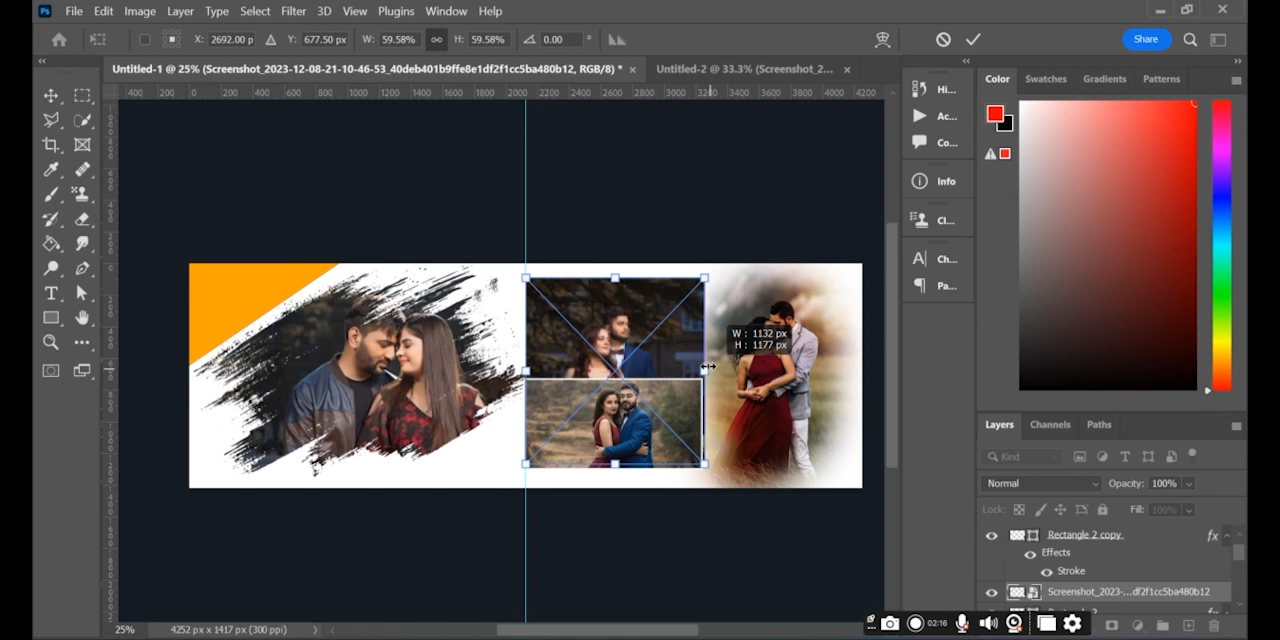 Ps File Edit Image Layer Type Select Filter 3D View Plugins Window Help
X: 2692.00 p Y: 677.50 px W: 59.58% H: 59.58% 0.00 ° Share
Untitled-1 @ 25% (Screenshot_2023-12-08-21-10-46-53_40deb401b9ffe8e1df2f1cc5ba480b12, RGB/8) * × Untitled-2 @ 33.3% (Screenshot_2... ×
400 200 0 200 400 600 800 1000 1200 1400 1600 1800 2000 2200 2400 2600 2800 3000 3200 3400 3600 3800 4000 4200
Color Swatches Gradients Patterns
Hi...
Ac...
Co...
Info
Cl...
Ch...
Pa...
W : 1132 px
H : 1177 px
Layers Channels Paths
Kind
Normal Opacity: 100%
Lock: Fill: 100%
Rectangle 2 copy fx
Effects
Stroke
Screenshot_2023-...df2f1cc5ba480b12
25% 4252 px x 1417 px (300 ppi)
02:16